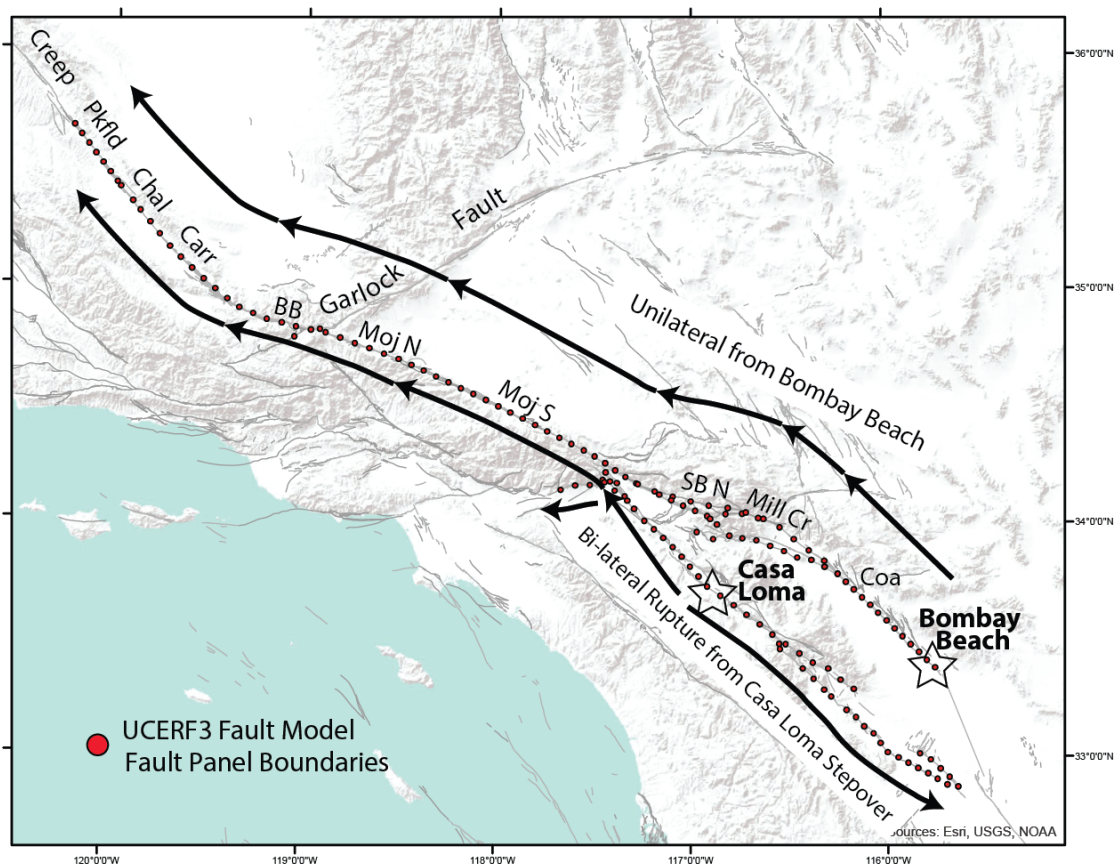 Creep
Pkfld
Chal
Carr
BB
Garlock
Fault
Moj N
Moj S
Unilateral from Bombay Beach
SB N
Mill Cr
Coa
Casa
Loma
Bombay
Beach
Bi-lateral Rupture from Casa Loma Stepover
UCERF3 Fault Model
Fault Panel Boundaries
36°0'0"N
35°0'0"N
34°0'0"N
33°0'0"N
ources: Esri, USGS, NOAA
120°0'0"W
119°0'0"W
118°0'0"W
117°0'0"W
116°0'0"W